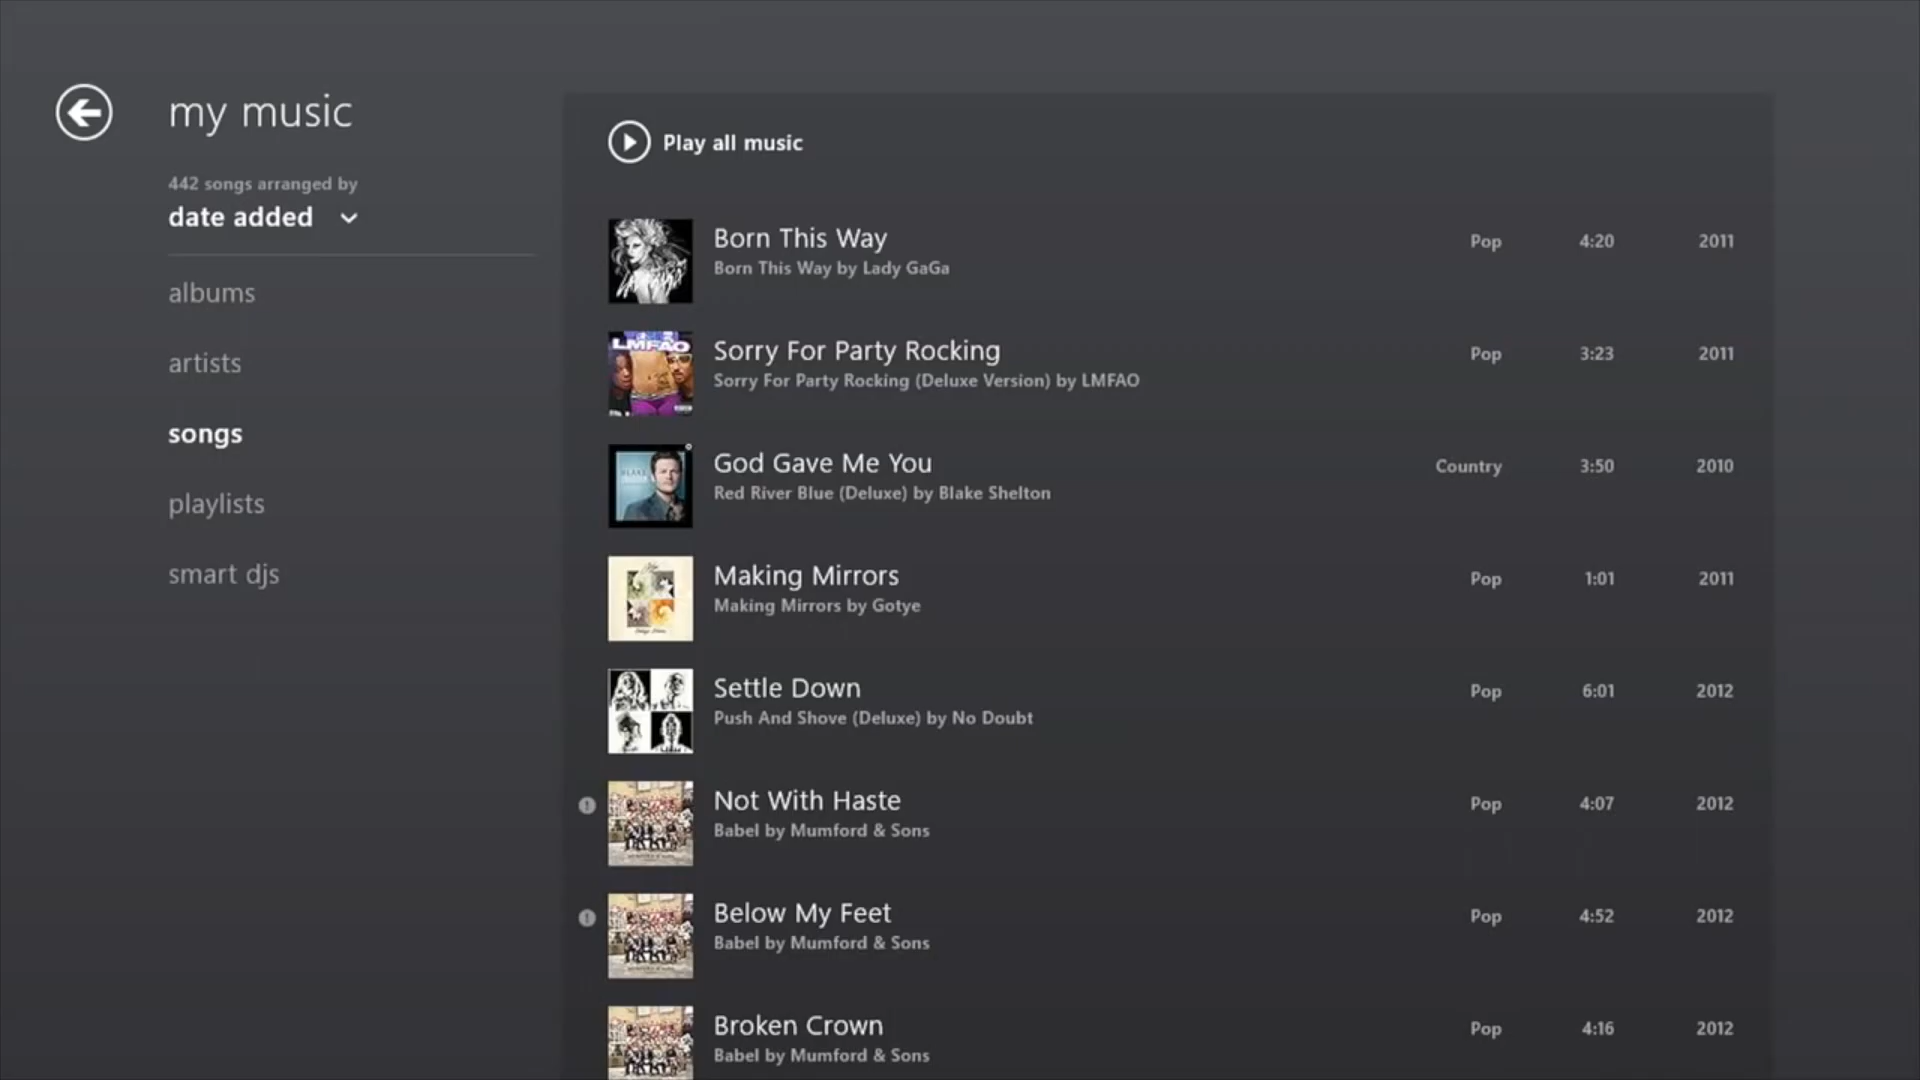 my music
442 songs arranged by
date added
albums
artists
songs
playlists
smart djs
Play all music
Born This Way Pop 4:20 2011
Born This Way by Lady GaGa
LMFAO
Sorry For Party Rocking Pop 3:23 2011
Sorry For Party Rocking (Deluxe Version) by LMFAO
God Gave Me You Country 3:50 2010
Red River Blue (Deluxe) by Blake Shelton
Making Mirrors Pop 1:01 2011
Making Mirrors by Gotye
Settle Down Pop 6:01 2012
Push And Shove (Deluxe) by No Doubt
Not With Haste Pop 4:07 2012
Babel by Mumford & Sons
Below My Feet Pop 4:52 2012
Babel by Mumford & Sons
Broken Crown Pop 4:16 2012
Babel by Mumford & Sons